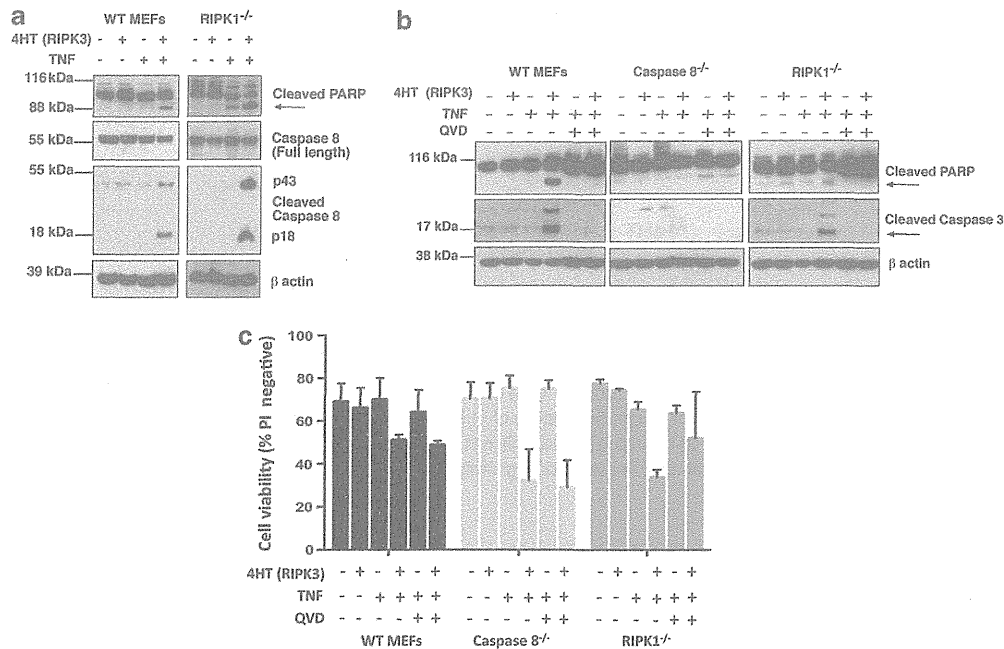 a
WT MEFs RIPK1-/-
4HT (RIPK3) - + - + - + - +
TNF - - + + - - + +
116 kDa
88 kDa
Cleaved PARP
55 kDa
Caspase 8
(Full length)
55 kDa
p43
Cleaved
Caspase 8
18 kDa
p18
39 kDa
β actin
b
WT MEFs Caspase 8-/- RIPK1-/-
4HT (RIPK3) - + - + - + - + - + - + - + - + - +
TNF - - + + + + - - + + + + - - + + + +
QVD - - - - + + - - - - + + - - - - + +
116 kDa
Cleaved PARP
17 kDa
Cleaved Caspase 3
38 kDa
β actin
c
Cell viability (% PI negative)
100
80
60
40
20
0
4HT (RIPK3) - + - + - + - + - + - + - + - + - +
TNF - - + + + + - - + + + + - - + + + +
QVD - - - - + + - - - - + + - - - - + +
WT MEFs Caspase 8-/- RIPK1-/-